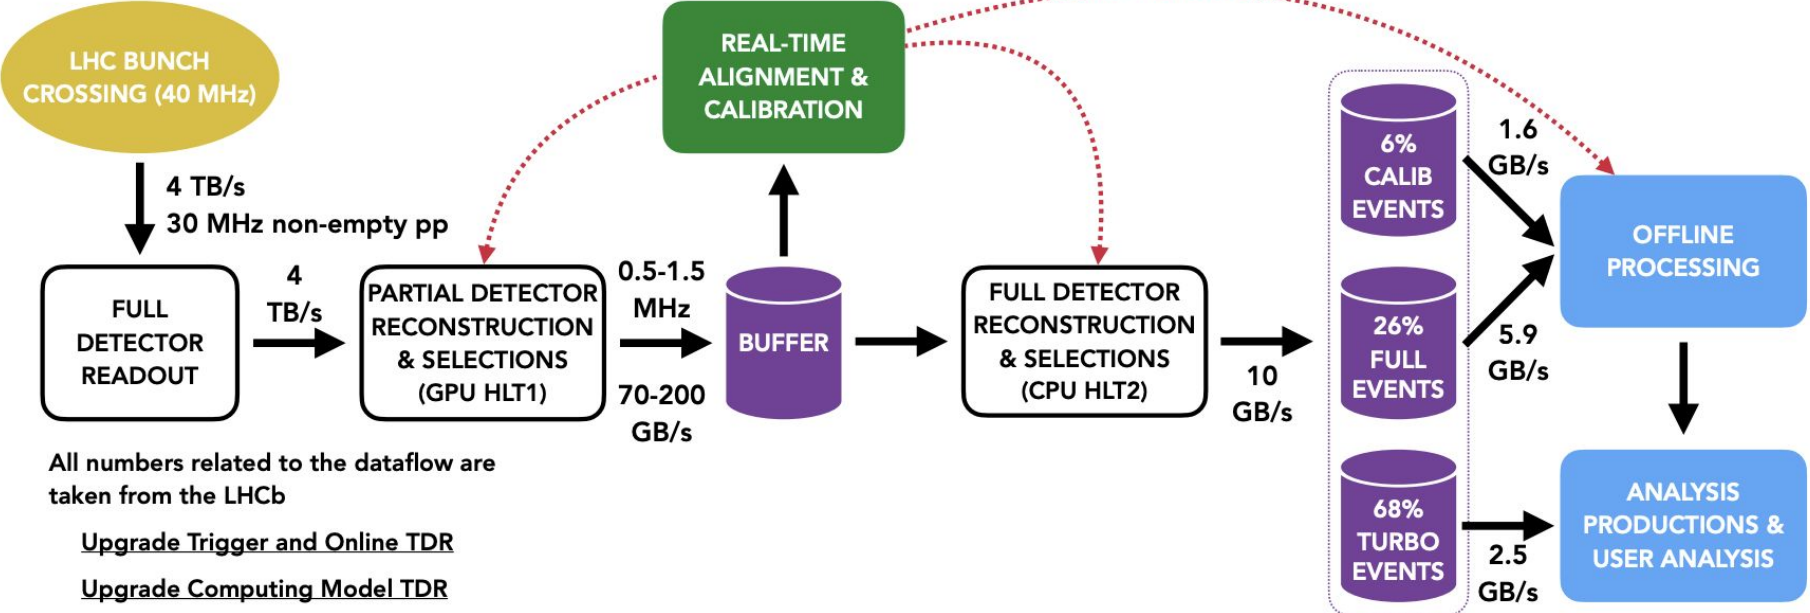 LHC BUNCH
CROSSING (40 MHz)
4 TB/s
30 MHz non-empty pp
FULL
DETECTOR
READOUT
4
TB/s
PARTIAL DETECTOR
RECONSTRUCTION
& SELECTIONS
(GPU HLT1)
0.5-1.5
MHz
70-200
GB/s
BUFFER
REAL-TIME
ALIGNMENT &
CALIBRATION
FULL DETECTOR
RECONSTRUCTION
& SELECTIONS
(CPU HLT2)
10
GB/s
6%
CALIB
EVENTS
26%
FULL
EVENTS
68%
TURBO
EVENTS
1.6
GB/s
5.9
GB/s
2.5
GB/s
OFFLINE
PROCESSING
ANALYSIS
PRODUCTIONS &
USER ANALYSIS
All numbers related to the dataflow are
taken from the LHCb
Upgrade Trigger and Online TDR
Upgrade Computing Model TDR